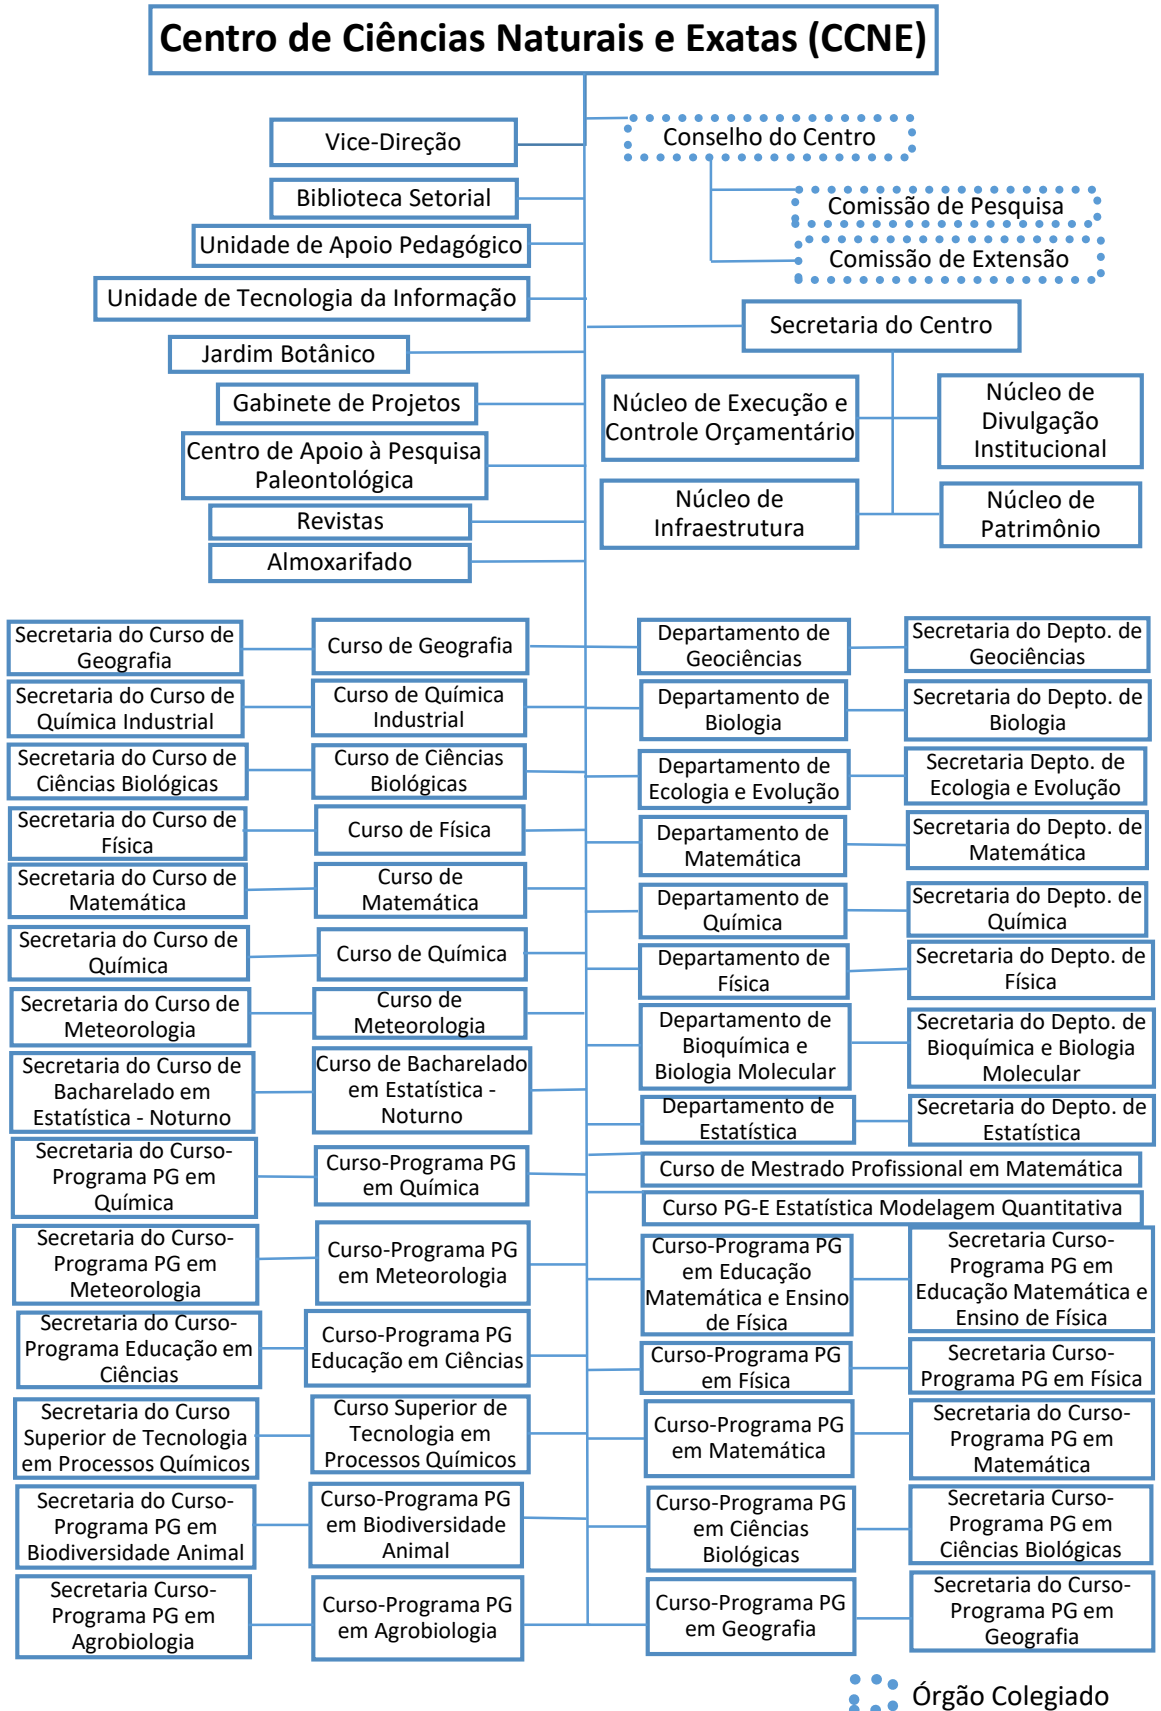 Centro de Ciências Naturais e Exatas (CCNE)
Vice-Direção
Conselho do Centro
Biblioteca Setorial
Comissão de Pesquisa
Unidade de Apoio Pedagógico
Comissão de Extensão
Unidade de Tecnologia da Informação
Secretaria do Centro
Jardim Botânico
Gabinete de Projetos
Núcleo de Execução e
Controle Orçamentário
Núcleo de
Divulgação
Institucional
Centro de Apoio à Pesquisa
Paleontológica
Revistas
Núcleo de
Infraestrutura
Núcleo de
Patrimônio
Almoxarifado
Secretaria do Curso de
Geografia
Curso de Geografia
Departamento de
Geociências
Secretaria do Depto. de
Geociências
Secretaria do Curso de
Química Industrial
Curso de Química
Industrial
Departamento de
Biologia
Secretaria do Depto. de
Biologia
Secretaria do Curso de
Ciências Biológicas
Curso de Ciências
Biológicas
Departamento de
Ecologia e Evolução
Secretaria Depto. de
Ecologia e Evolução
Secretaria do Curso de
Física
Curso de Física
Departamento de
Matemática
Secretaria do Depto. de
Matemática
Secretaria do Curso de
Matemática
Curso de
Matemática
Departamento de
Química
Secretaria do Depto. de
Química
Secretaria do Curso de
Química
Curso de Química
Departamento de
Física
Secretaria do Depto. de
Física
Secretaria do Curso de
Meteorologia
Curso de
Meteorologia
Departamento de
Bioquímica e
Biologia Molecular
Secretaria do Depto. de
Bioquímica e Biologia
Molecular
Secretaria do Curso de
Bacharelado em
Estatística - Noturno
Curso de Bacharelado
em Estatística -
Noturno
Departamento de
Estatística
Secretaria do Depto. de
Estatística
Secretaria do Curso-
Programa PG em
Química
Curso-Programa PG
em Química
Curso de Mestrado Profissional em Matemática
Curso PG-E Estatística Modelagem Quantitativa
Secretaria do Curso-
Programa PG em
Meteorologia
Curso-Programa PG
em Meteorologia
Curso-Programa PG
em Educação
Matemática e Ensino
de Física
Secretaria Curso-
Programa PG em
Educação Matemática e
Ensino de Física
Secretaria do Curso-
Programa Educação em
Ciências
Curso-Programa PG
Educação em Ciências
Curso-Programa PG
em Física
Secretaria Curso-
Programa PG em Física
Secretaria do Curso
Superior de Tecnologia
em Processos Químicos
Curso Superior de
Tecnologia em
Processos Químicos
Curso-Programa PG
em Matemática
Secretaria do Curso-
Programa PG em
Matemática
Secretaria do Curso-
Programa PG em
Biodiversidade Animal
Curso-Programa PG
em Biodiversidade
Animal
Curso-Programa PG
em Ciências
Biológicas
Secretaria Curso-
Programa PG em
Ciências Biológicas
Secretaria Curso-
Programa PG em
Agrobiologia
Curso-Programa PG
em Agrobiologia
Curso-Programa PG
em Geografia
Secretaria do Curso-
Programa PG em
Geografia
Órgão Colegiado